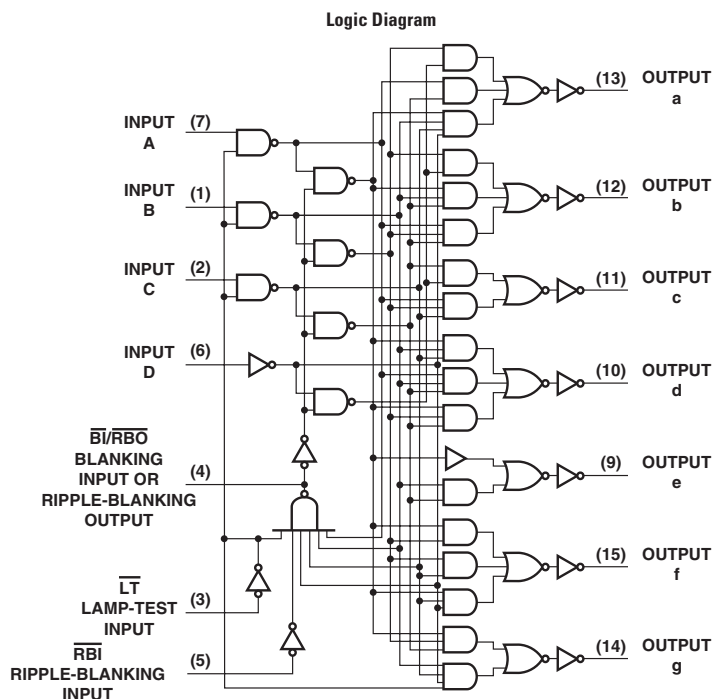 Logic Diagram
INPUT
A
(7)
INPUT
B
(1)
INPUT
C
(2)
INPUT
D
(6)
BI/RBO
BLANKING
INPUT OR
RIPPLE-BLANKING
OUTPUT
(4)
LT
LAMP-TEST
INPUT
(3)
RBI
RIPPLE-BLANKING
INPUT
(5)
(13)
OUTPUT
a
(12)
OUTPUT
b
(11)
OUTPUT
c
(10)
OUTPUT
d
(9)
OUTPUT
e
(15)
OUTPUT
f
(14)
OUTPUT
g